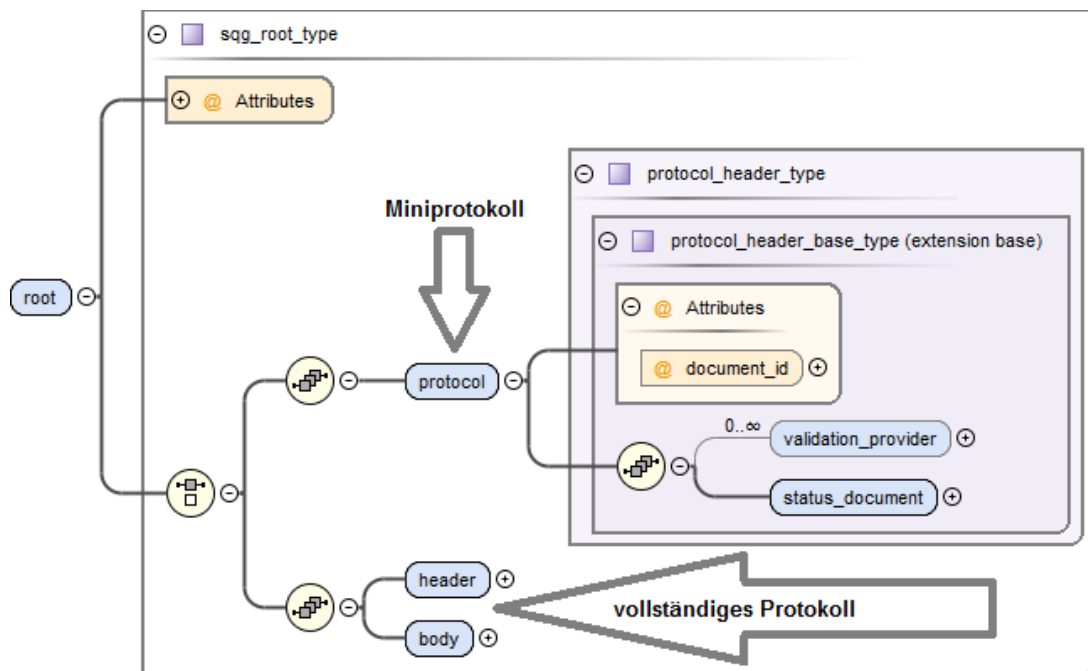 sqg_root_type
@ Attributes
protocol_header_type
Miniprotokoll
protocol_header_base_type (extension base)
@ Attributes
root
@ document_id
protocol
0..∞
validation_provider
status_document
header
vollständiges Protokoll
body